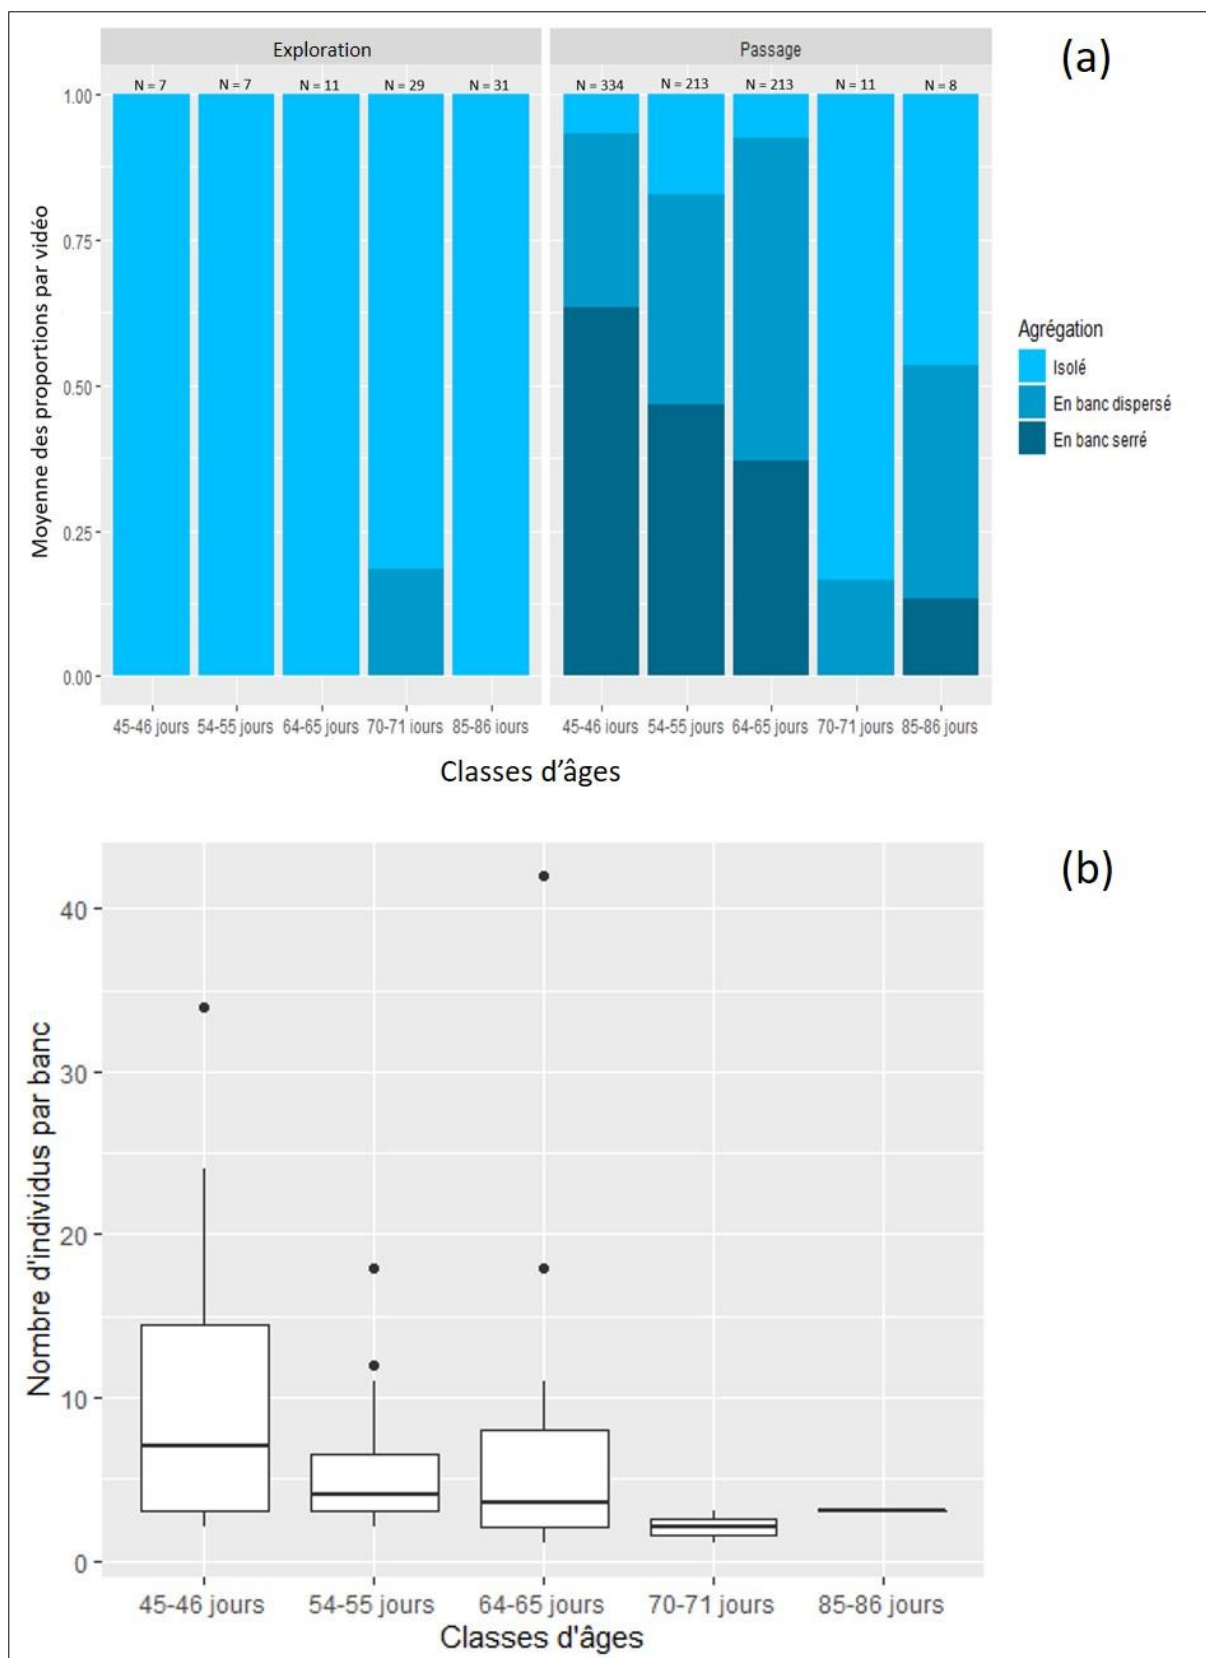 (a)
Exploration
Passage
N = 7 N = 7 N = 11 N = 29 N = 31
N = 334 N = 213 N = 213 N = 11 N = 8
1.00
0.75
0.50
0.25
0.00
Moyenne des proportions par vidéo
45-46 jours 54-55 jours 64-65 jours 70-71 jours 85-86 jours
45-46 jours 54-55 jours 64-65 jours 70-71 jours 85-86 jours
Classes d’âges
Agrégation
Isolé
En banc dispersé
En banc serré
(b)
40
30
20
10
0
Nombre d'individus par banc
45-46 jours 54-55 jours 64-65 jours 70-71 jours 85-86 jours
Classes d'âges